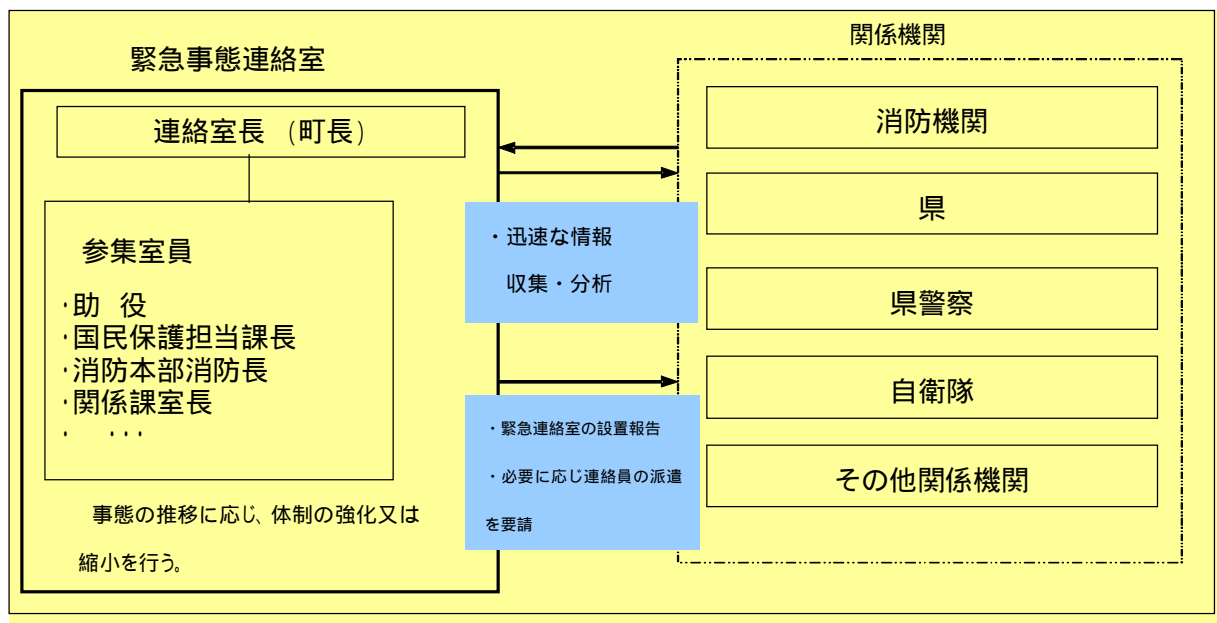 緊急事態連絡室
連絡室長 (町長)
参集室員
・助 役
・国民保護担当課長
・消防本部消防長
・関係課室長
・ ・・・
事態の推移に応じ、体制の強化又は
縮小を行う。
・迅速な情報
収集・分析
・緊急連絡室の設置報告
・必要に応じ連絡員の派遣
を要請
関係機関
消防機関
県
県警察
自衛隊
その他関係機関